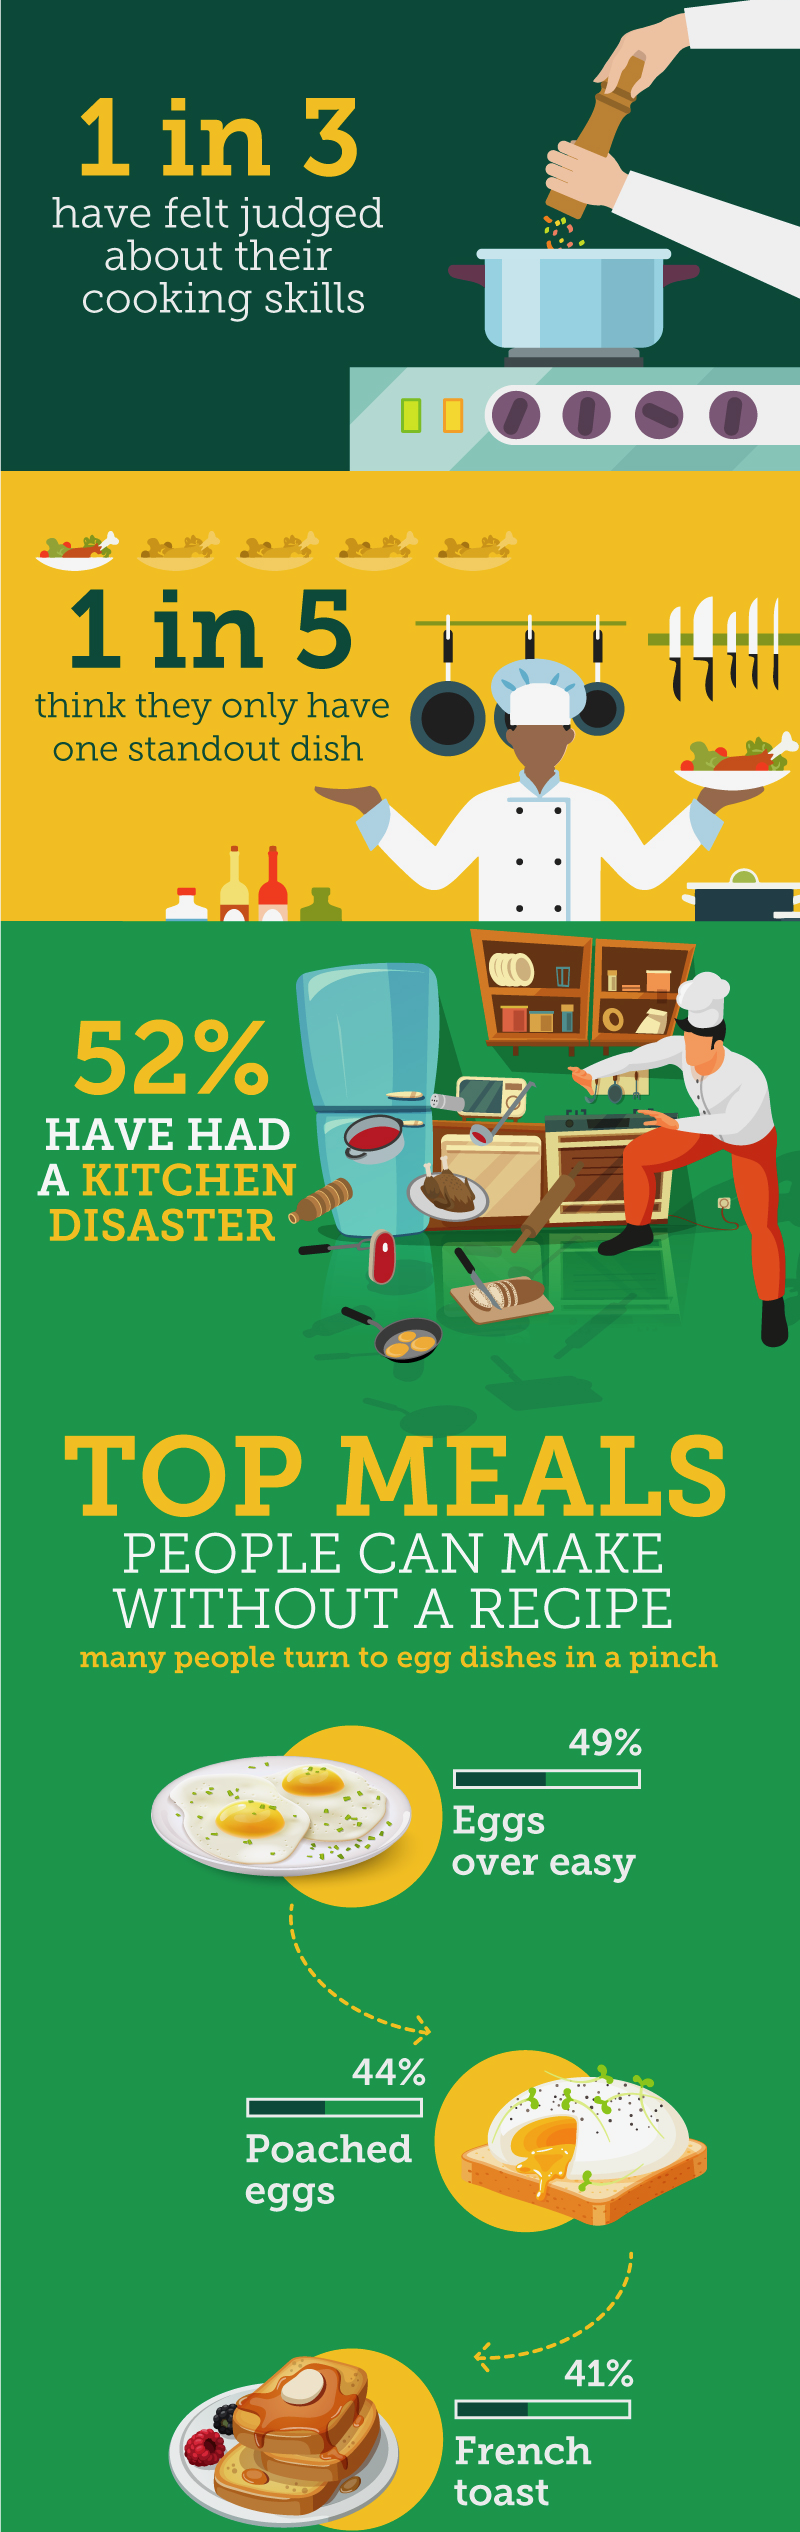 1 in 3
have felt judged
about their
cooking skills
1 in 5
think they only have
one standout dish
52%
HAVE HAD
A KITCHEN
DISASTER
TOP MEALS
PEOPLE CAN MAKE
WITHOUT A RECIPE
many people turn to egg dishes in a pinch
49%
Eggs
over easy
44%
Poached
eggs
41%
French
toast